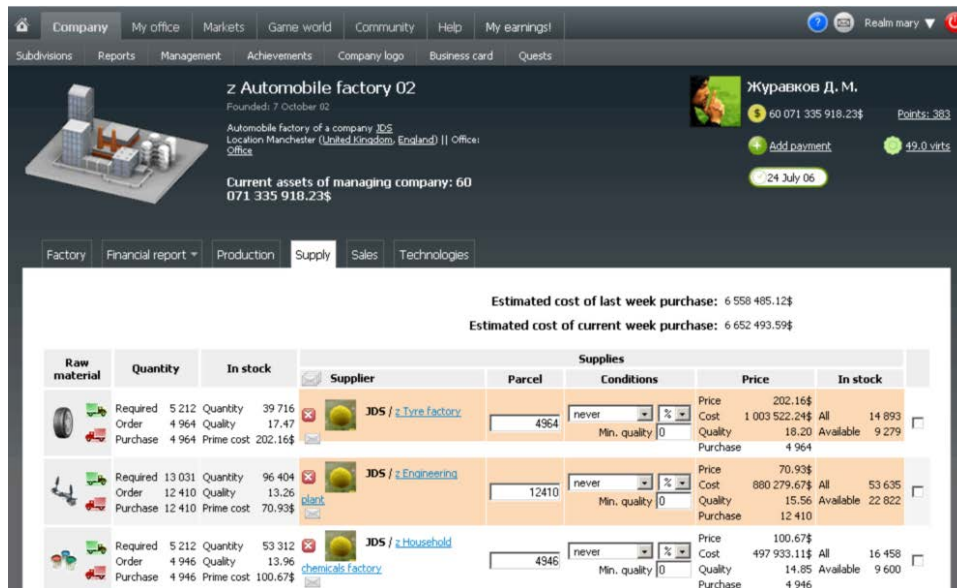 Company My office Markets Game world Community Help My earnings! ? Realm mary ▼
Subdivisions Reports Management Achievements Company logo Business card Quests
z Automobile factory 02
Founded: 7 October 02
Automobile factory of a company JDS
Location Manchester (United Kingdom, England) || Office:
Office
Current assets of managing company: 60
071 335 918.23$
Журавков Д. М.
$ 60 071 335 918.23$ Points: 383
Add payment 49.0 virts
24 July 06
Factory Financial report Production Supply Sales Technologies
Estimated cost of last week purchase: 6 558 485.12$
Estimated cost of current week purchase: 6 652 493.59$
Raw material Quantity In stock Supplies
Supplier Parcel Conditions Price In stock
Required 5 212 Quantity 39 716 JDS / z Tyre factory 4964 never % Price 202.16$
Order 4 964 Quality 17.47 Min. quality 0 Cost 1 003 522.24$ All 14 893
Purchase 4 964 Prime cost 202.16$ Quality 18.20 Available 9 279
Purchase 4 964
Required 13 031 Quantity 96 404 JDS / z Engineering plant 12410 never % Price 70.93$
Order 12 410 Quality 13.26 Min. quality 0 Cost 880 279.67$ All 53 635
Purchase 12 410 Prime cost 70.93$ Quality 15.56 Available 22 822
Purchase 12 410
Required 5 212 Quantity 53 312 JDS / z Household chemicals factory 4946 never % Price 100.67$
Order 4 946 Quality 13.96 Min. quality 0 Cost 497 933.11$ All 16 458
Purchase 4 946 Prime cost 100.67$ Quality 14.85 Available 9 600
Purchase 4 946